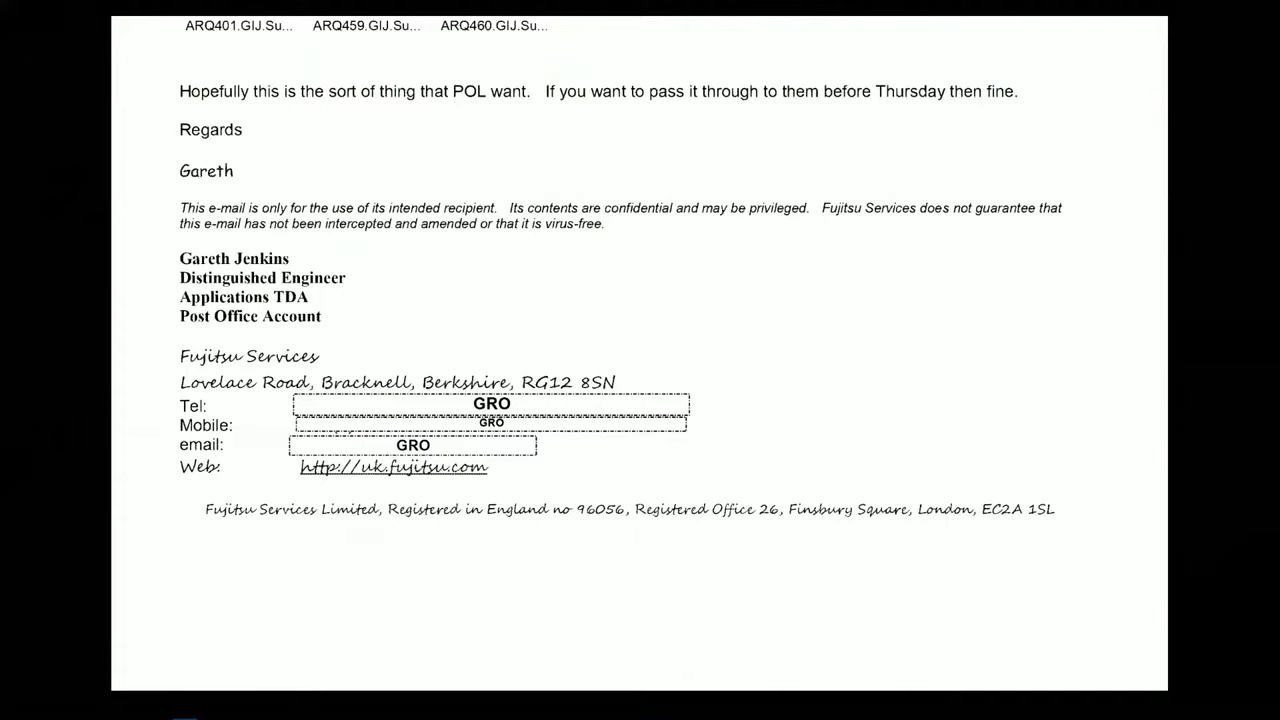 ARQ401.GIJ.Su... ARQ459.GIJ.Su... ARQ460.GIJ.Su...
Hopefully this is the sort of thing that POL want. If you want to pass it through to them before Thursday then fine.
Regards
Gareth
This e-mail is only for the use of its intended recipient. Its contents are confidential and may be privileged. Fujitsu Services does not guarantee that
this e-mail has not been intercepted and amended or that it is virus-free.
Gareth Jenkins
Distinguished Engineer
Applications TDA
Post Office Account
Fujitsu Services
Lovelace Road, Bracknell, Berkshire, RG12 8SN
Tel: GRO
Mobile: GRO
email: GRO
Web: http://uk.fujitsu.com
Fujitsu Services Limited, Registered in England no 96056, Registered Office 26, Finsbury Square, London, EC2A 1SL